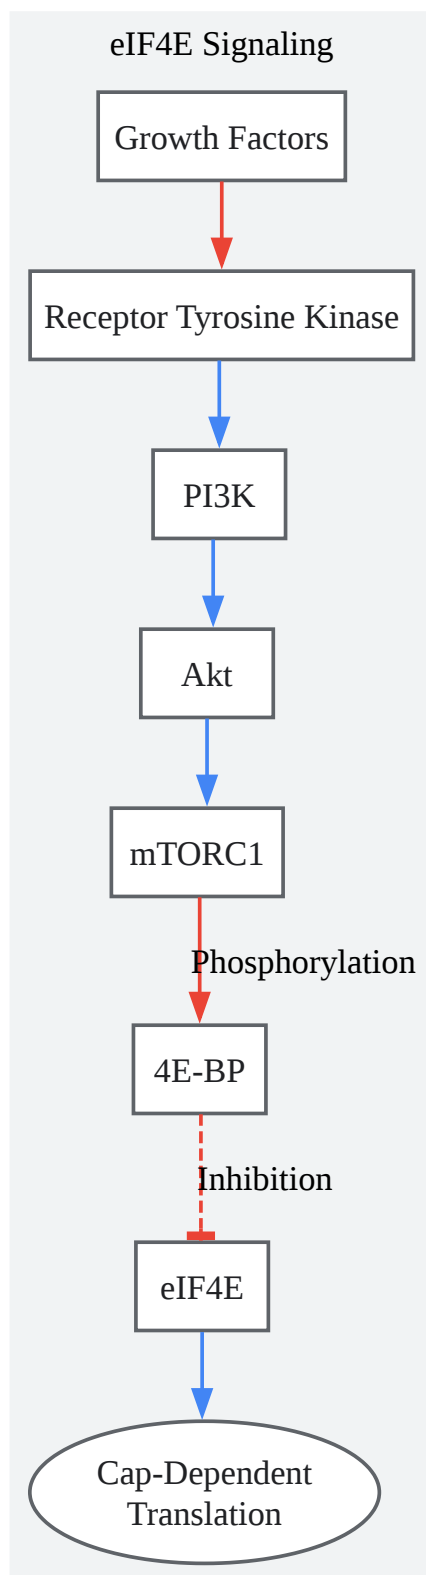 eIF4E Signaling
Growth Factors
Receptor Tyrosine Kinase
PI3K
Akt
mTORC1
Phosphorylation
4E-BP
Inhibition
eIF4E
Cap-Dependent
Translation